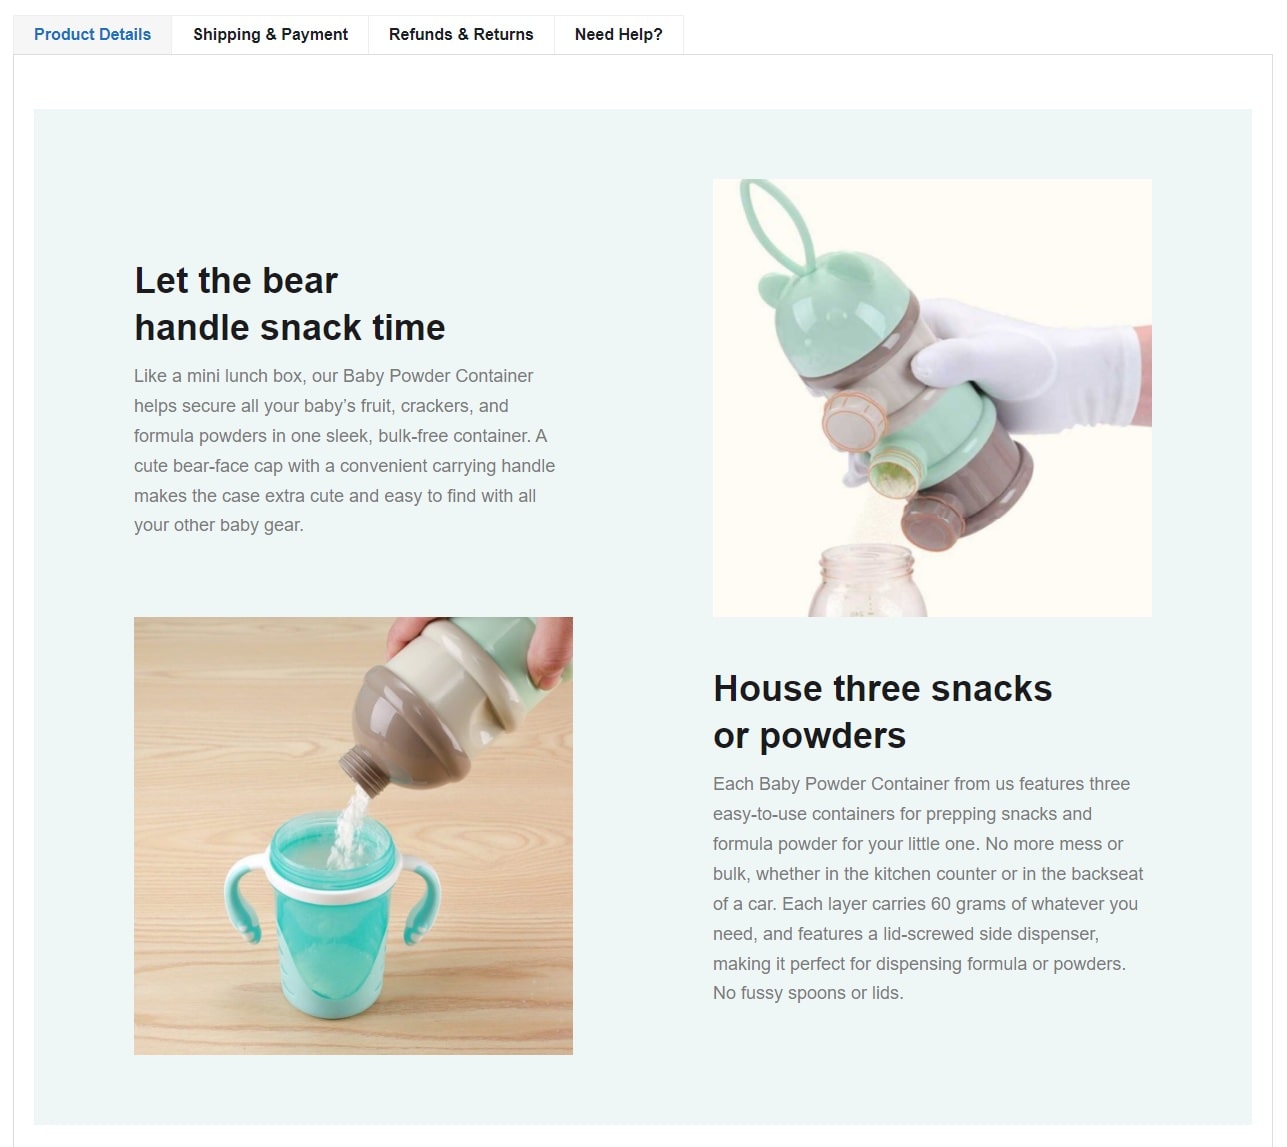 Product Details
Shipping & Payment
Refunds & Returns
Need Help?
Let the bear
handle snack time
Like a mini lunch box, our Baby Powder Container
helps secure all your baby’s fruit, crackers, and
formula powders in one sleek, bulk-free container. A
cute bear-face cap with a convenient carrying handle
makes the case extra cute and easy to find with all
your other baby gear.
House three snacks
or powders
Each Baby Powder Container from us features three
easy-to-use containers for prepping snacks and
formula powder for your little one. No more mess or
bulk, whether in the kitchen counter or in the backseat
of a car. Each layer carries 60 grams of whatever you
need, and features a lid-screwed side dispenser,
making it perfect for dispensing formula or powders.
No fussy spoons or lids.